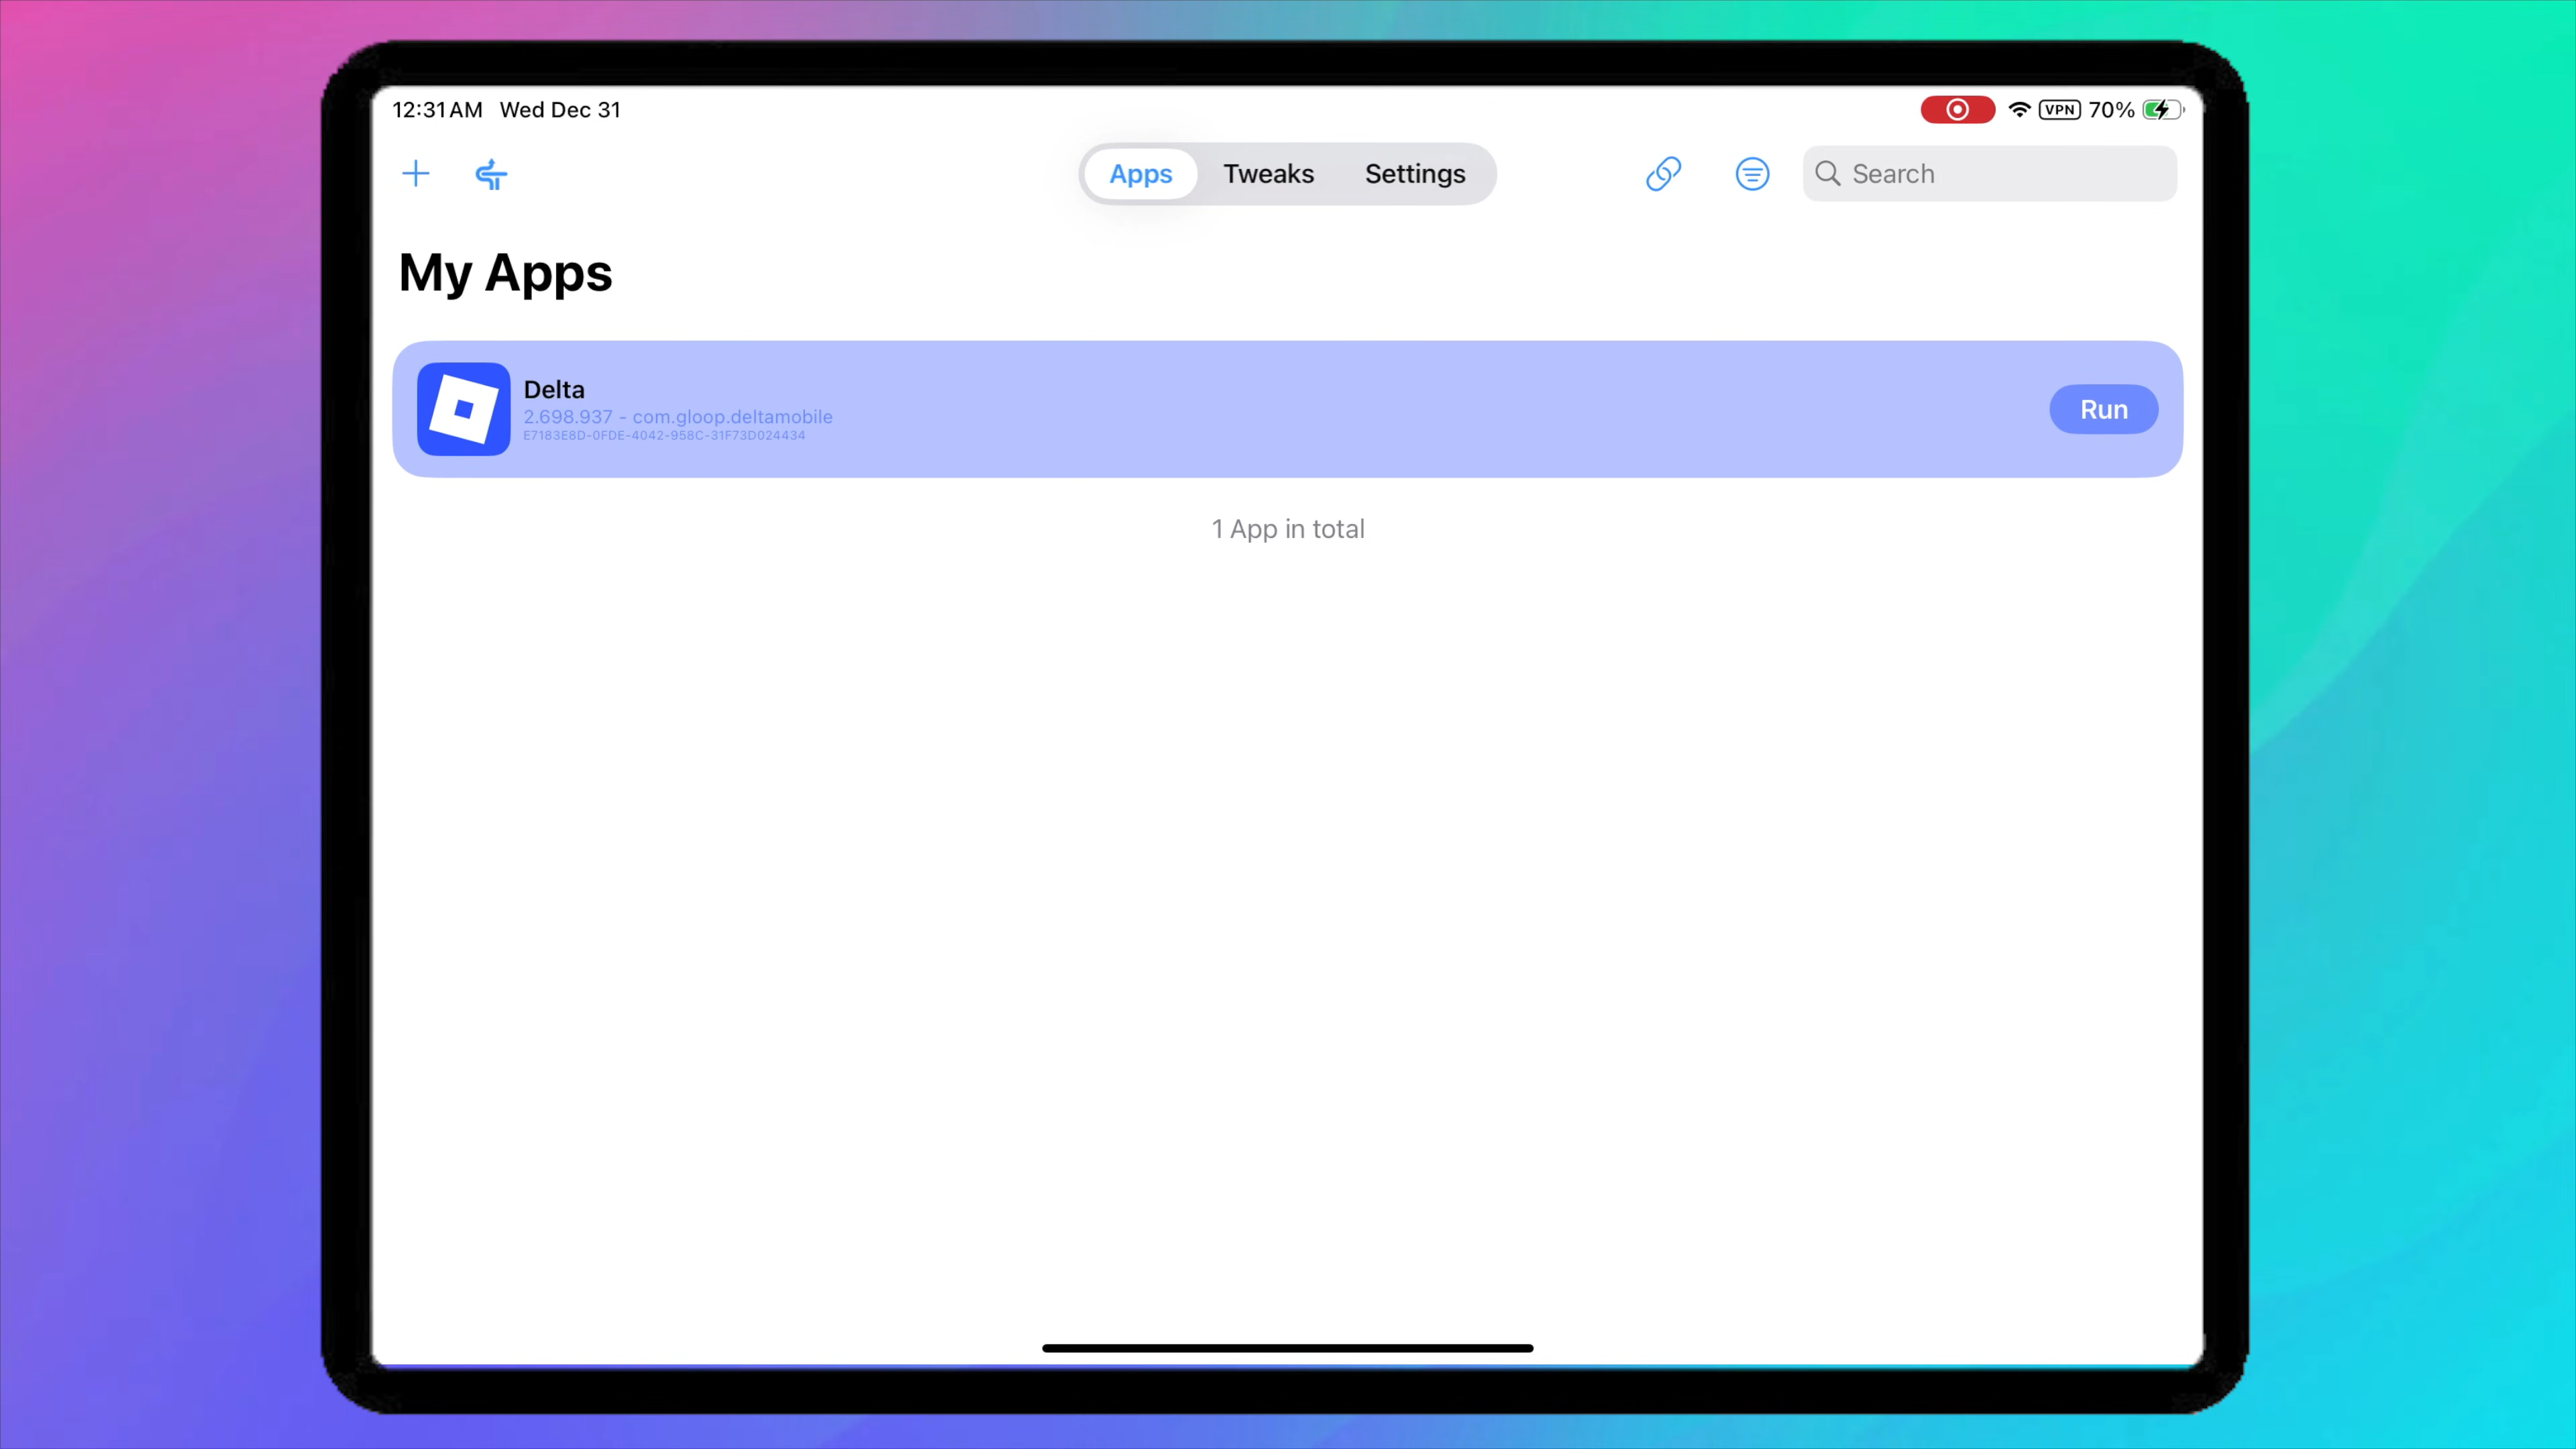 12:31 AM Wed Dec 31
VPN 70%
Apps Tweaks Settings
Search
My Apps
Delta
2.698.937 - com.gloop.deltamobile
E7183E8D-0FDE-4042-958C-31F73D024434
Run
1 App in total